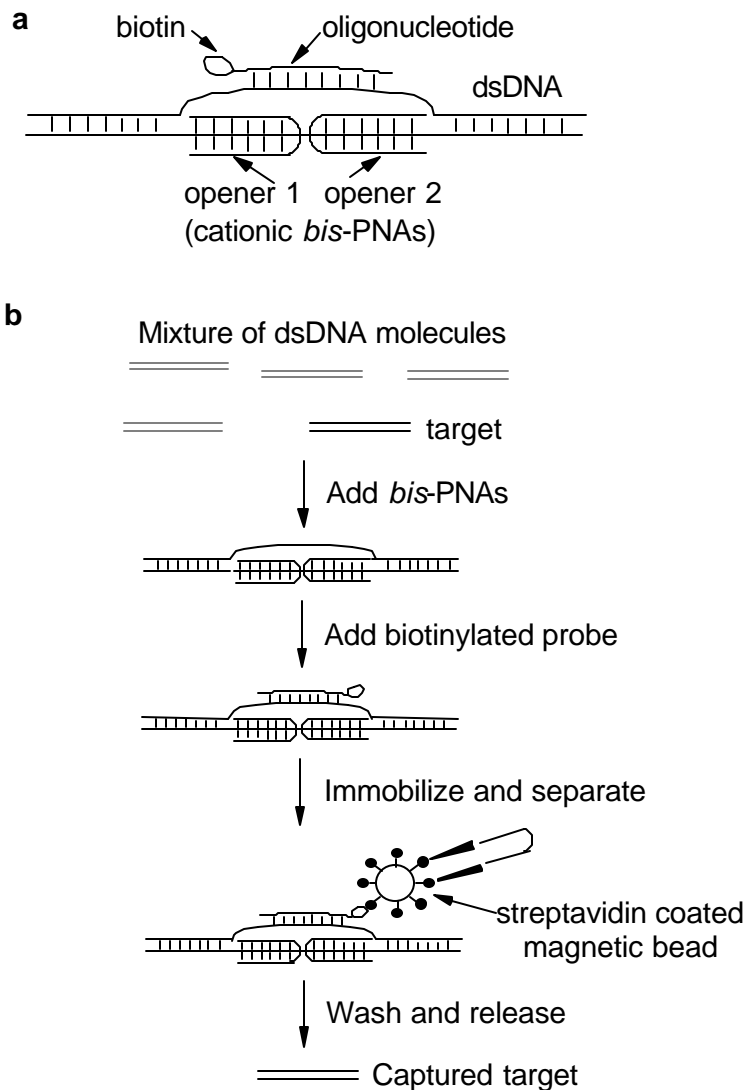 a
biotin oligonucleotide
dsDNA
opener 1 opener 2
(cationic bis-PNAs)
b
Mixture of dsDNA molecules
target
Add bis-PNAs
Add biotinylated probe
Immobilize and separate
streptavidin coated
magnetic bead
Wash and release
Captured target